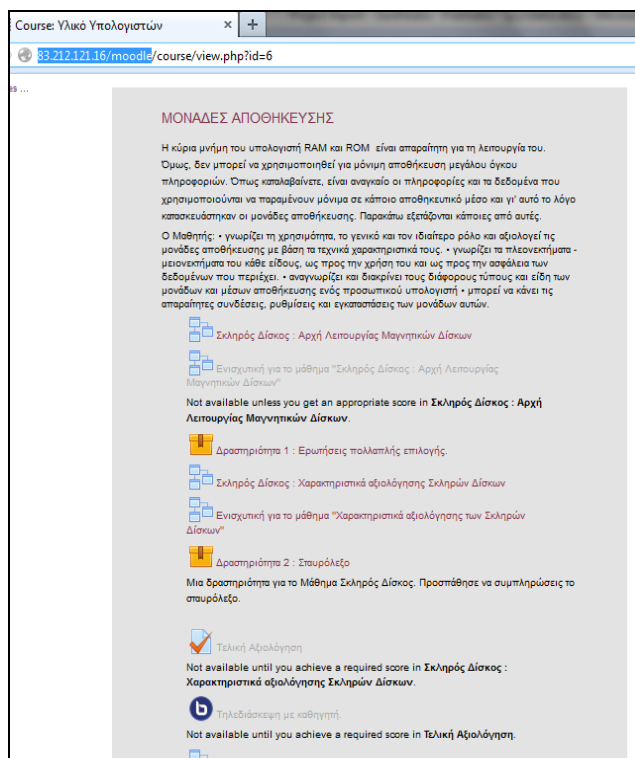 Course: Υλικό Υπολογιστών
83.212.121.16/moodle/course/view.php?id=6
es ...
ΜΟΝΑΔΕΣ ΑΠΟΘΗΚΕΥΣΗΣ
Η κύρια μνήμη του υπολογιστή RAM και ROM είναι απαραίτητη για τη λειτουργία του.
Όμως, δεν μπορεί να χρησιμοποιηθεί για μόνιμη αποθήκευση μεγάλου όγκου
πληροφοριών. Όπως καταλαβαίνετε, είναι αναγκαίο οι πληροφορίες και τα δεδομένα που
χρησιμοποιούνται να παραμένουν μόνιμα σε κάποιο αποθηκευτικό μέσο και γι' αυτό το λόγο
κατασκευάστηκαν οι μονάδες αποθήκευσης. Παρακάτω εξετάζονται κάποιες από αυτές.
Ο Μαθητής: • γνωρίζει τη χρησιμότητα, το γενικό και τον ιδιαίτερο ρόλο και αξιολογεί τις
μονάδες αποθήκευσης με βάση τα τεχνικά χαρακτηριστικά τους. • γνωρίζει τα πλεονεκτήματα -
μειονεκτήματα του κάθε είδους, ως προς την χρήση του και ως προς την ασφάλεια των
δεδομένων που περιέχει. • αναγνωρίζει και διακρίνει τους διάφορους τύπους και είδη των
μονάδων και μέσων αποθήκευσης ενός προσωπικού υπολογιστή • μπορεί να κάνει τις
απαραίτητες συνδέσεις, ρυθμίσεις και εγκαταστάσεις των μονάδων αυτών.
Σκληρός Δίσκος : Αρχή Λειτουργίας Μαγνητικών Δίσκων
Ενισχυτική για το μάθημα "Σκληρός Δίσκος : Αρχή Λειτουργίας
Μαγνητικών Δίσκων"
Not available unless you get an appropriate score in Σκληρός Δίσκος : Αρχή
Λειτουργίας Μαγνητικών Δίσκων.
Δραστηριότητα 1 : Ερωτήσεις πολλαπλής επιλογής.
Σκληρός Δίσκος : Χαρακτηριστικά αξιολόγησης Σκληρών Δίσκων
Ενισχυτική για το μάθημα "Χαρακτηριστικά αξιολόγησης των Σκληρών
Δίσκων"
Δραστηριότητα 2 : Σταυρόλεξο
Μια δραστηριότητα για το Μάθημα Σκληρός Δίσκος. Προσπάθησε να συμπληρώσεις το
σταυρόλεξο.
Τελική Αξιολόγηση
Not available until you achieve a required score in Σκληρός Δίσκος :
Χαρακτηριστικά αξιολόγησης Σκληρών Δίσκων.
b
Τηλεδιάσκεψη με καθηγητή.
Not available until you achieve a required score in Τελική Αξιολόγηση.